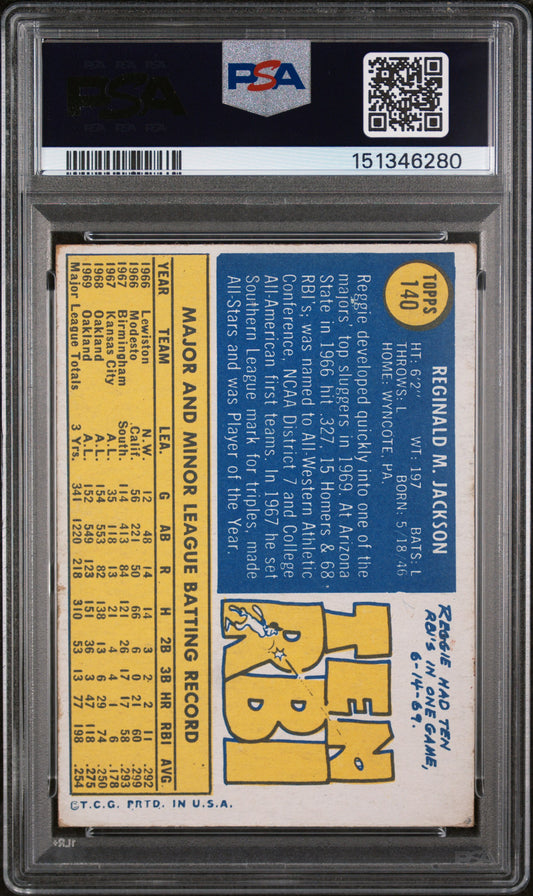 PSA
PSA
151346280
TOPPS
140
REGINALD M. JACKSON
HT: 6'2" WT: 197 BATS: L
THROWS: L BORN: 5/18/46
HOME: WYNCOTE, PA.
Reggie developed quickly into one of the
majors' top sluggers in 1969. At Arizona
State in 1966 hit .327, 15 Homers & 68,
RBI's; was named to All-Western Athletic
Conference, NCAA District 7 and College
All-American first teams. In 1967 he set
Southern League mark for triples, made
All-Stars and was Player of the Year.
REGGIE HAD TEN
RBI'S IN ONE GAME,
6-14-69.
TEN
RBI
MAJOR AND MINOR LEAGUE BATTING RECORD
YEAR TEAM LEA. G AB R H 2B 3B HR RBI AVG.
1966 Lewiston N.W. 12 48 14 14 3 2 2 11 .292
1966 Modesto Calif. 56 221 50 66 6 0 21 60 .299
1967 Birmingham South. 114 413 84 121 26 17 17 58 .293
1967 Kansas City A.L. 35 118 13 21 4 4 1 6 .178
1968 Oakland A.L. 154 553 82 138 13 6 29 74 .250
1969 Oakland A.L. 152 549 123 151 36 3 47 118 .275
Major League Totals 3 Yrs. 341 1220 218 310 53 13 77 198 .254
©T.C.G. PRTD. IN U.S.A.
PSA